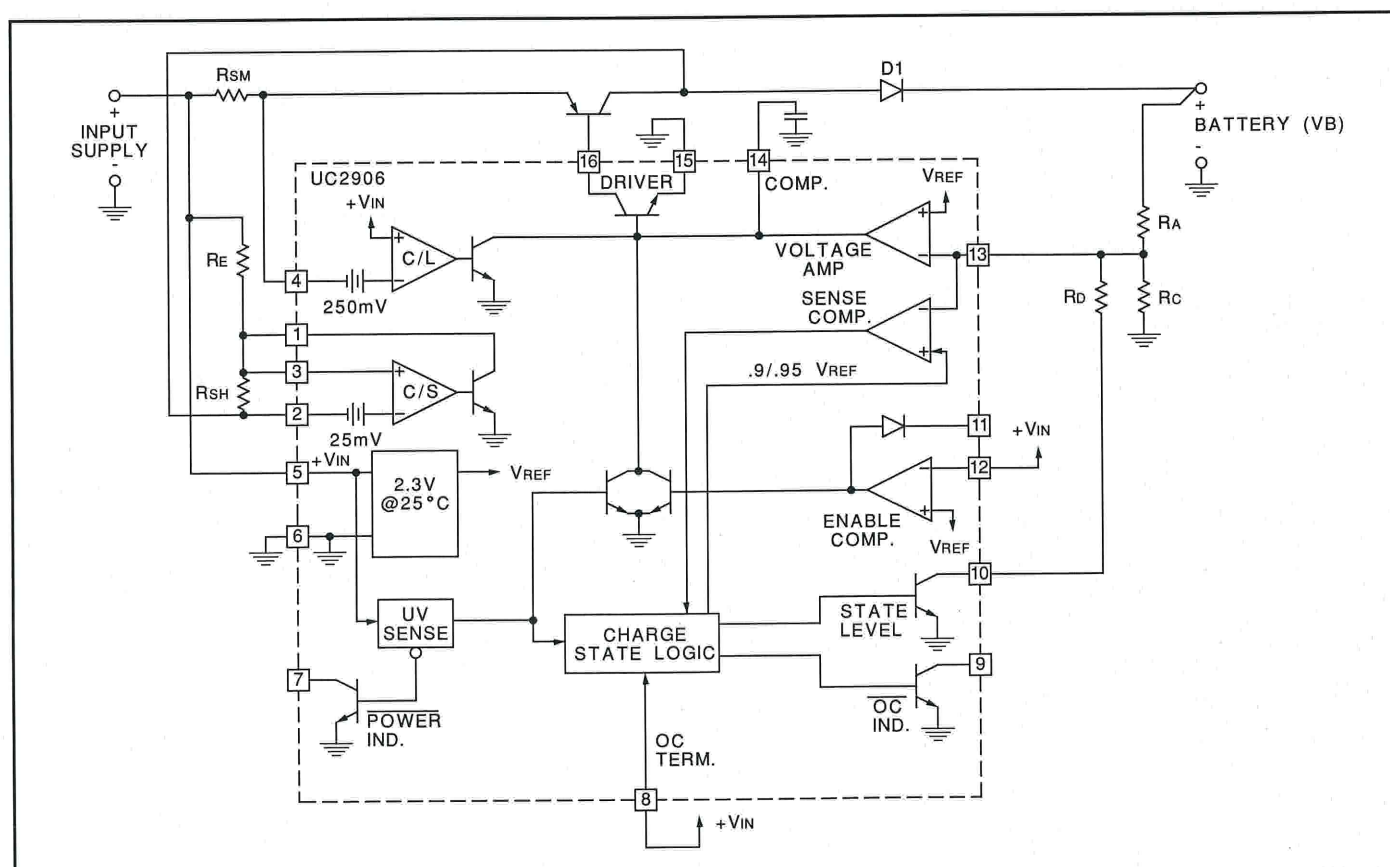 RSM
D1
+
INPUT
SUPPLY
-
+
BATTERY (VB)
-
16
15
14
DRIVER
COMP.
UC2906
+VIN
VREF
RA
+
C/L
-
+
-
VOLTAGE
AMP
13
RE
4
250mV
SENSE
COMP.
-
+
RD
RC
1
3
.9/.95 VREF
+
C/S
-
RSH
2
25mV
11
+VIN
+VIN
5
2.3V
@25°C
VREF
12
-
+
ENABLE
COMP.
VREF
6
10
UV
SENSE
CHARGE
STATE LOGIC
STATE
LEVEL
9
7
POWER
IND.
OC
IND.
OC
TERM.
8
+VIN